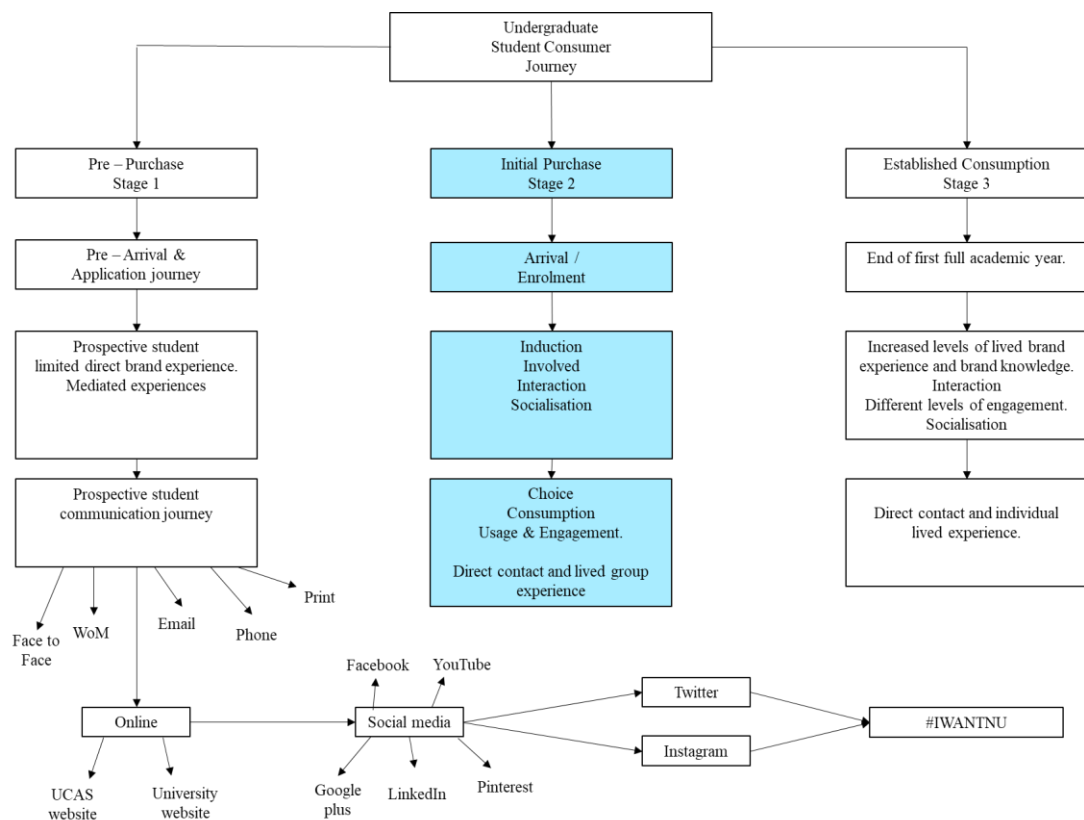 Undergraduate
Student Consumer
Journey
Pre – Purchase
Stage 1
Initial Purchase
Stage 2
Established Consumption
Stage 3
Pre – Arrival &
Application journey
Arrival /
Enrolment
End of first full academic year.
Prospective student
limited direct brand experience.
Mediated experiences
Induction
Involved
Interaction
Socialisation
Increased levels of lived brand
experience and brand knowledge.
Interaction
Different levels of engagement.
Socialisation
Prospective student
communication journey
Choice
Consumption
Usage & Engagement.
Direct contact and lived group
experience
Direct contact and individual
lived experience.
Face to
Face
WoM
Email
Phone
Print
Online
UCAS
website
University
website
Facebook
YouTube
Social media
Google
plus
LinkedIn
Pinterest
Twitter
Instagram
#IWANTNU